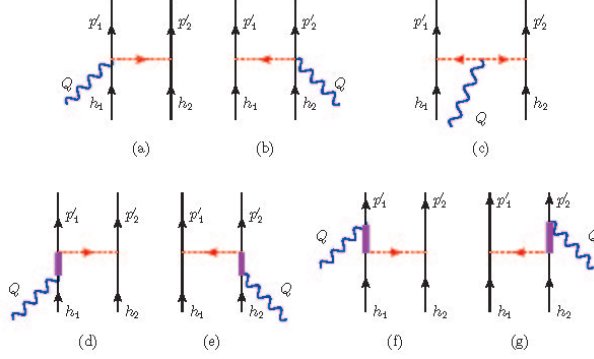 p′₁ p′₂ p′₁ p′₂ p′₁ p′₂
Q h₁ h₂ h₁ h₂ Q h₁ Q h₂
(a) (b) (c)
p′₁ p′₂ p′₁ p′₂ p′₁ p′₂ p′₁ p′₂
Q Q
Q h₁ h₂ h₁ h₂ Q h₁ h₂ h₁ h₂
(d) (e) (f) (g)